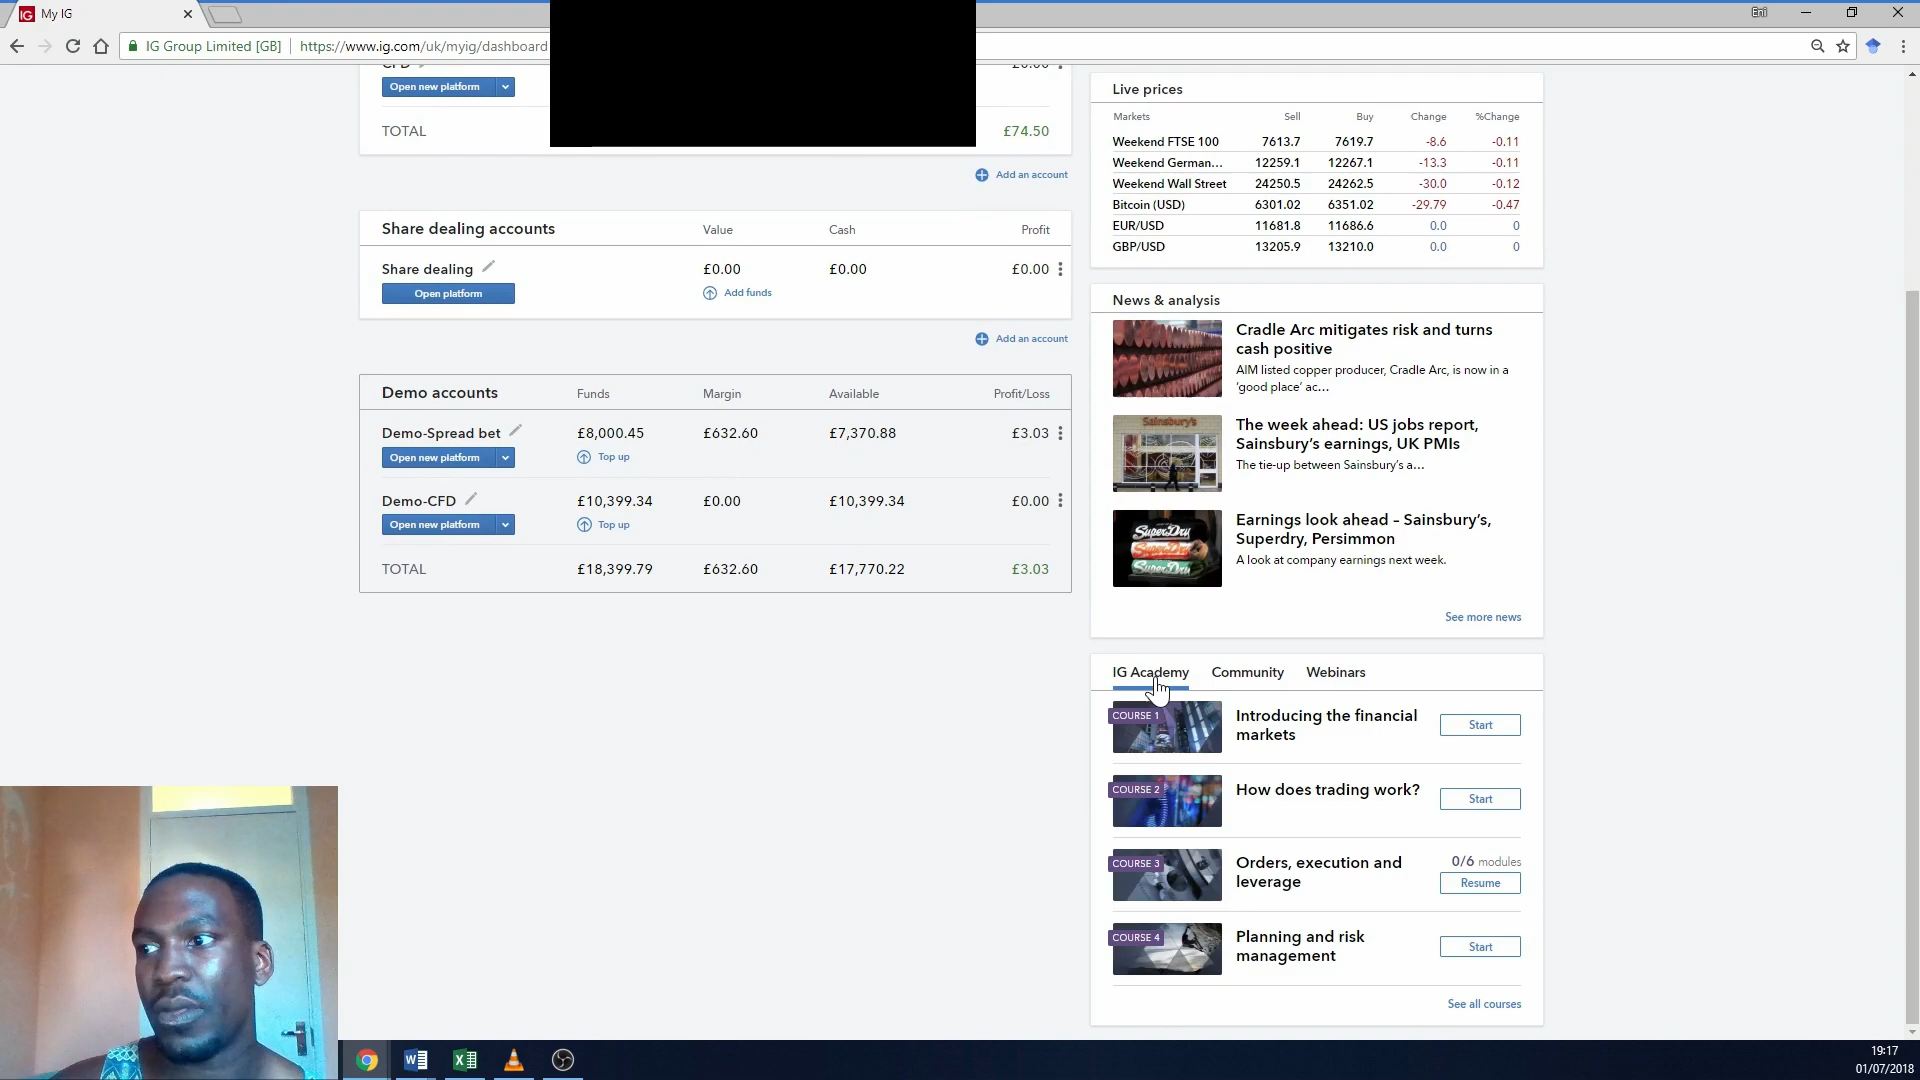 My IG
Eni
IG Group Limited [GB] https://www.ig.com/uk/myig/dashboard
CFD £0.00
Open new platform
TOTAL £74.50
Add an account
Share dealing accounts Value Cash Profit
Share dealing £0.00 £0.00 £0.00
Open platform Add funds
Add an account
Demo accounts Funds Margin Available Profit/Loss
Demo-Spread bet £8,000.45 £632.60 £7,370.88 £3.03
Open new platform Top up
Demo-CFD £10,399.34 £0.00 £10,399.34 £0.00
Open new platform Top up
TOTAL £18,399.79 £632.60 £17,770.22 £3.03
Live prices
Markets Sell Buy Change %Change
Weekend FTSE 100 7613.7 7619.7 -8.6 -0.11
Weekend German... 12259.1 12267.1 -13.3 -0.11
Weekend Wall Street 24250.5 24262.5 -30.0 -0.12
Bitcoin (USD) 6301.02 6351.02 -29.79 -0.47
EUR/USD 11681.8 11686.6 0.0 0
GBP/USD 13205.9 13210.0 0.0 0
News & analysis
Cradle Arc mitigates risk and turns
cash positive
AIM listed copper producer, Cradle Arc, is now in a
'good place' ac...
Sainsbury's
The week ahead: US jobs report,
Sainsbury's earnings, UK PMIs
The tie-up between Sainsbury's a...
SuperDry
SuperDry
SuperDry
Earnings look ahead – Sainsbury's,
Superdry, Persimmon
A look at company earnings next week.
See more news
IG Academy Community Webinars
COURSE 1
Introducing the financial
markets
Start
COURSE 2
How does trading work?
Start
COURSE 3
Orders, execution and
leverage
0/6 modules
Resume
COURSE 4
Planning and risk
management
Start
See all courses
19:17
01/07/2018